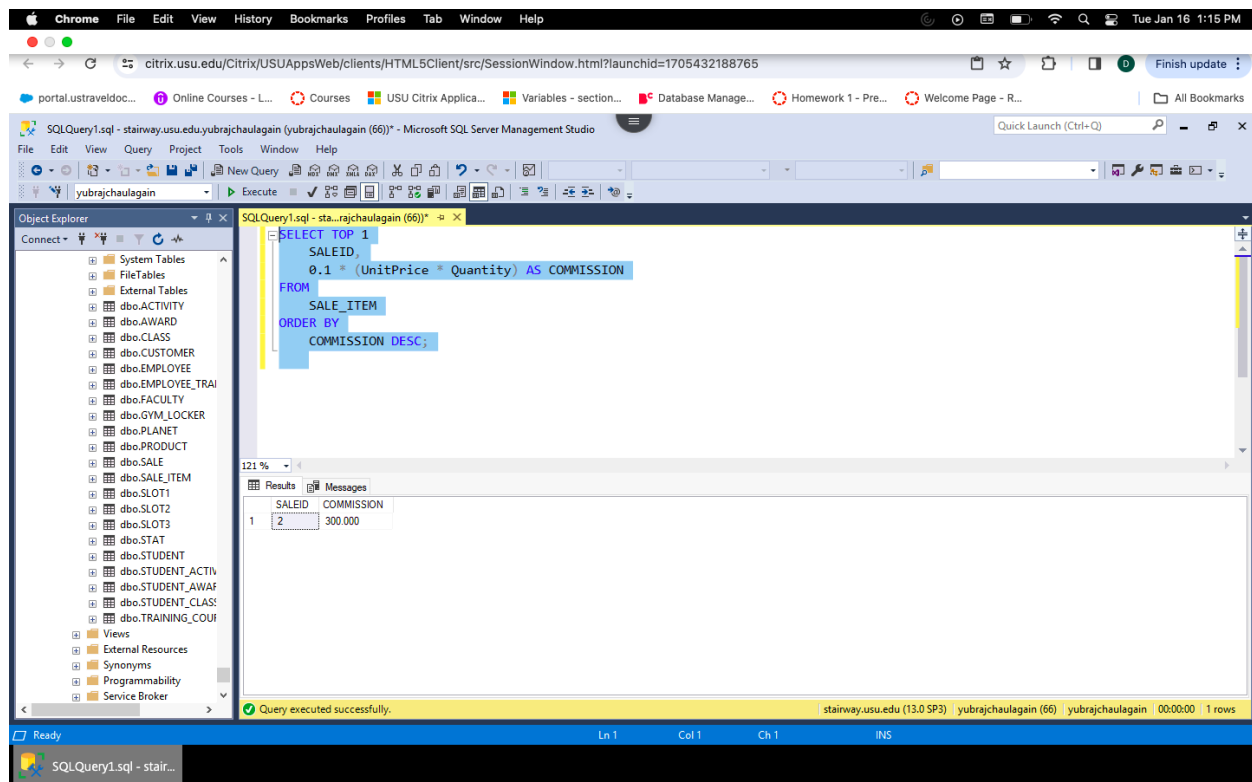 Chrome File Edit View History Bookmarks Profiles Tab Window Help Tue Jan 16 1:15 PM
citrix.usu.edu/Citrix/USUAppsWeb/clients/HTML5Client/src/SessionWindow.html?launchid=1705432188765 D Finish update
portal.ustraveldoc... Online Courses - L... Courses USU Citrix Applica... Variables - section... Database Manage... Homework 1 - Pre... Welcome Page - R... All Bookmarks
SQLQuery1.sql - stairway.usu.edu.yubrajchaulagain (yubrajchaulagain (66))* - Microsoft SQL Server Management Studio Quick Launch (Ctrl+Q)
File Edit View Query Project Tools Window Help
New Query
yubrajchaulagain Execute
Object Explorer
Connect
System Tables
FileTables
External Tables
dbo.ACTIVITY
dbo.AWARD
dbo.CLASS
dbo.CUSTOMER
dbo.EMPLOYEE
dbo.EMPLOYEE_TRAI
dbo.FACULTY
dbo.GYM_LOCKER
dbo.PLANET
dbo.PRODUCT
dbo.SALE
dbo.SALE_ITEM
dbo.SLOT1
dbo.SLOT2
dbo.SLOT3
dbo.STAT
dbo.STUDENT
dbo.STUDENT_ACTIV
dbo.STUDENT_AWAR
dbo.STUDENT_CLASS
dbo.TRAINING_COUR
Views
External Resources
Synonyms
Programmability
Service Broker
SQLQuery1.sql - sta...rajchaulagain (66))*
SELECT TOP 1
SALEID,
0.1 * (UnitPrice * Quantity) AS COMMISSION
FROM
SALE_ITEM
ORDER BY
COMMISSION DESC;
121 %
Results Messages
SALEID COMMISSION
1 2 300.000
Query executed successfully. stairway.usu.edu (13.0 SP3) yubrajchaulagain (66) yubrajchaulagain 00:00:00 1 rows
Ready Ln 1 Col 1 Ch 1 INS
SQLQuery1.sql - stair...